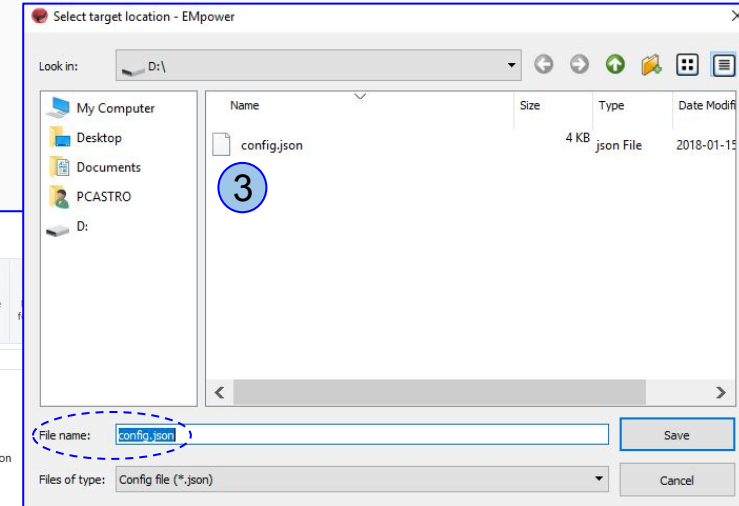 Select target location - EMpower
Look in: D:\
My Computer
Desktop
Documents
PCASTRO
D:
Name Size Type Date Modifi
config.json 4 KB json File 2018-01-15
3
File name: config.json Save
Files of type: Config file (*.json) Cancel
on